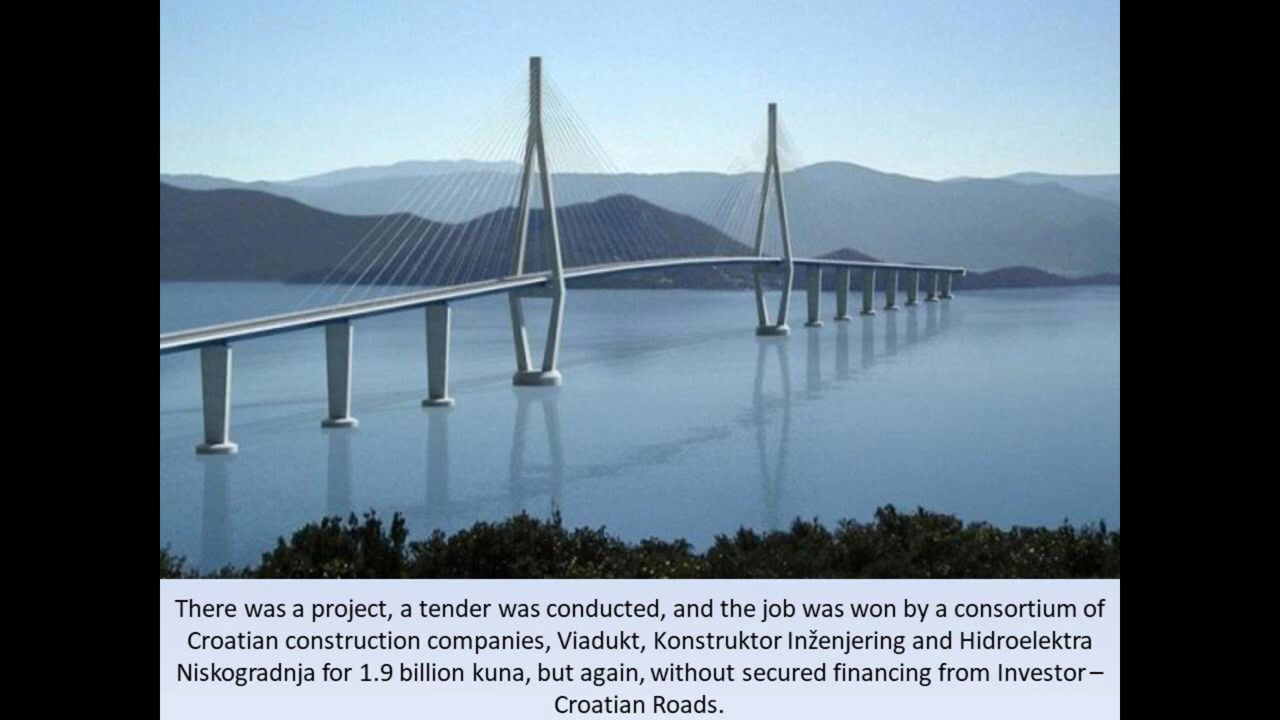 There was a project, a tender was conducted, and the job was won by a consortium of
Croatian construction companies, Viadukt, Konstruktor Inženjering and Hidroelektra
Niskogradnja for 1.9 billion kuna, but again, without secured financing from Investor –
Croatian Roads.